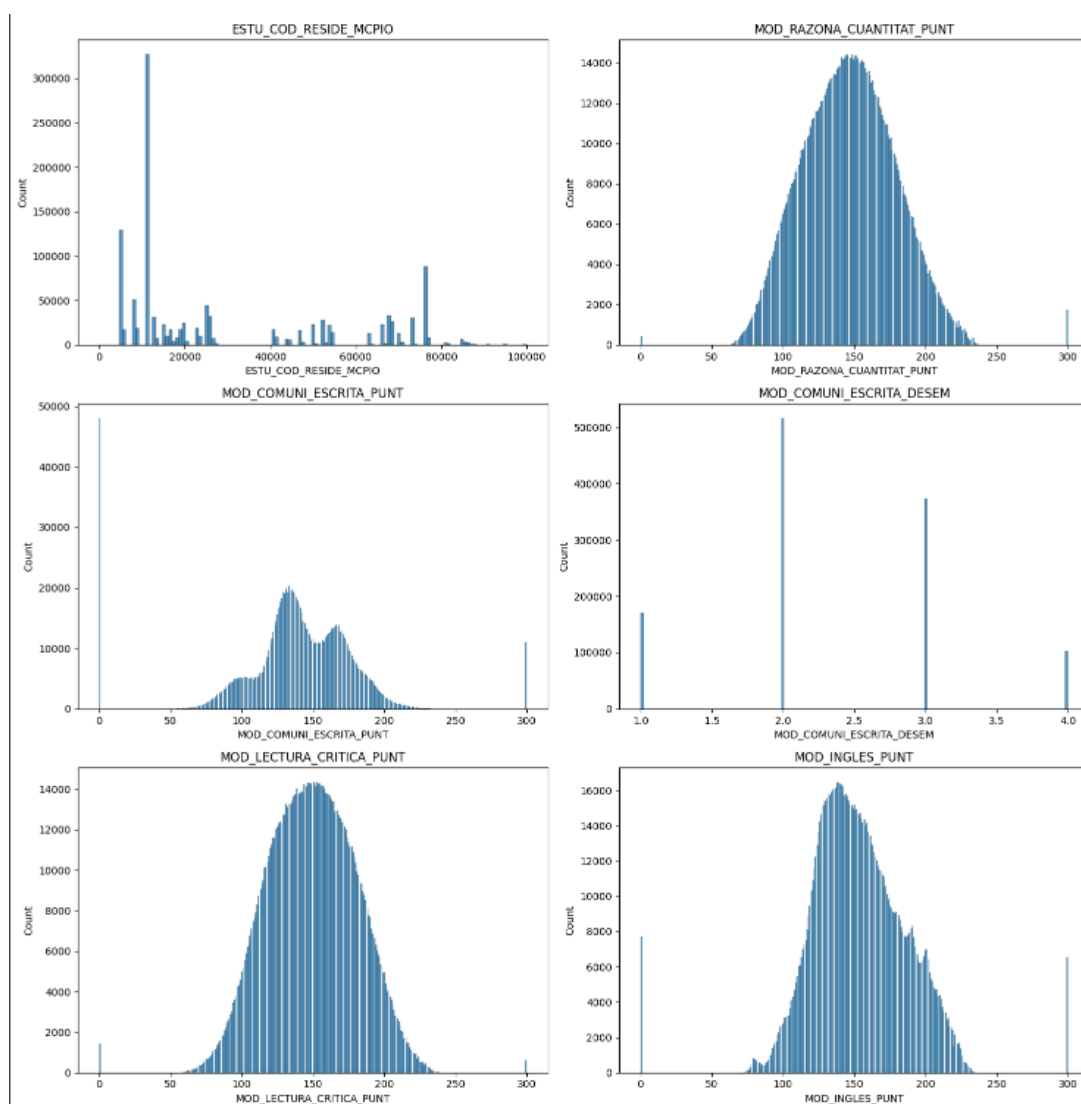 ESTU_COD_RESIDE_MCPIO
300000
250000
200000
150000
100000
50000
0
Count
0 20000 40000 60000 80000 100000
ESTU_COD_RESIDE_MCPIO
MOD_RAZONA_CUANTITAT_PUNT
14000
12000
10000
8000
6000
4000
2000
0
Count
0 50 100 150 200 250 300
MOD_RAZONA_CUANTITAT_PUNT
MOD_COMUNI_ESCRITA_PUNT
50000
40000
30000
20000
10000
0
Count
0 50 100 150 200 250 300
MOD_COMUNI_ESCRITA_PUNT
MOD_COMUNI_ESCRITA_DESEM
500000
400000
300000
200000
100000
0
Count
1.0 1.5 2.0 2.5 3.0 3.5 4.0
MOD_COMUNI_ESCRITA_DESEM
MOD_LECTURA_CRITICA_PUNT
14000
12000
10000
8000
6000
4000
2000
0
Count
0 50 100 150 200 250 300
MOD_LECTURA_CRITICA_PUNT
MOD_INGLES_PUNT
16000
14000
12000
10000
8000
6000
4000
2000
0
Count
0 50 100 150 200 250 300
MOD_INGLES_PUNT